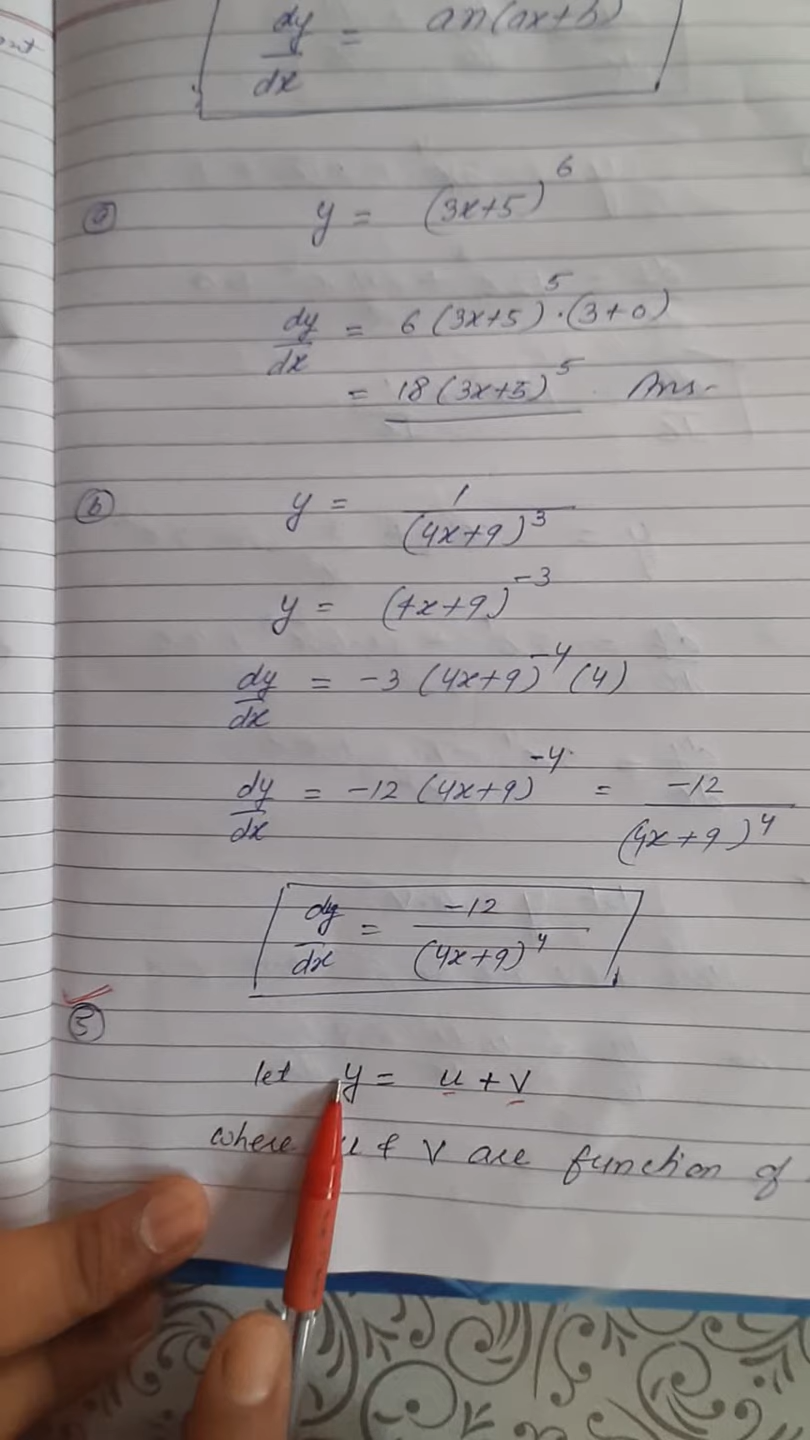 dy/dx = an(ax+b)
ⓐ y = (3x+5)^6
dy/dx = 6(3x+5)^5 .(3+0)
= 18(3x+5)^5 . Ans.
ⓑ y = 1/(4x+9)^3
y = (4x+9)^-3
dy/dx = -3(4x+9)^-4 (4)
dy/dx = -12(4x+9)^-4 = -12/(4x+9)^4
dy/dx = -12/(4x+9)^4
⑤
let y = u + v
where u & v are function of